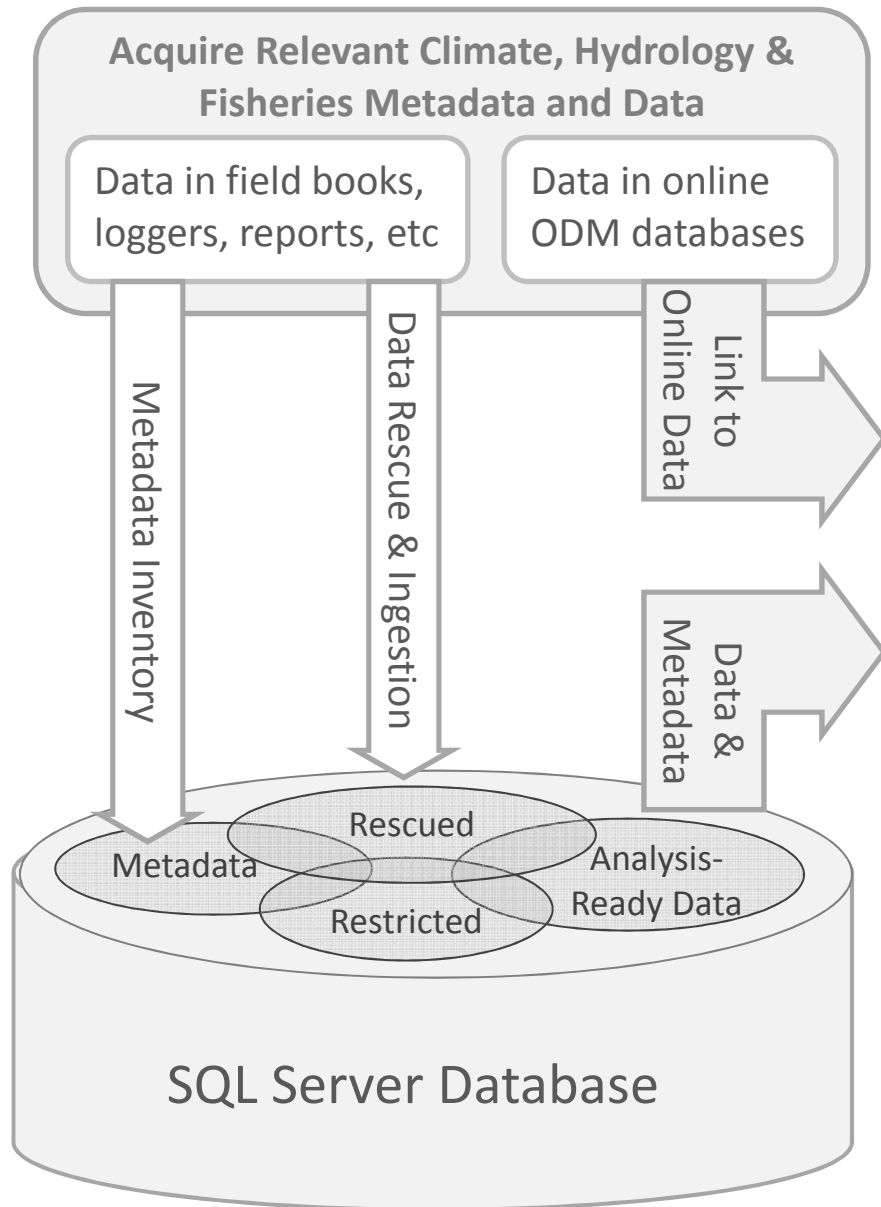 Acquire Relevant Climate, Hydrology &
Fisheries Metadata and Data
Data in field books,
loggers, reports, etc
Data in online
ODM databases
Metadata Inventory
Data Rescue & Ingestion
Link to
Online Data
Data &
Metadata
Metadata
Rescued
Restricted
Analysis-
Ready Data
SQL Server Database